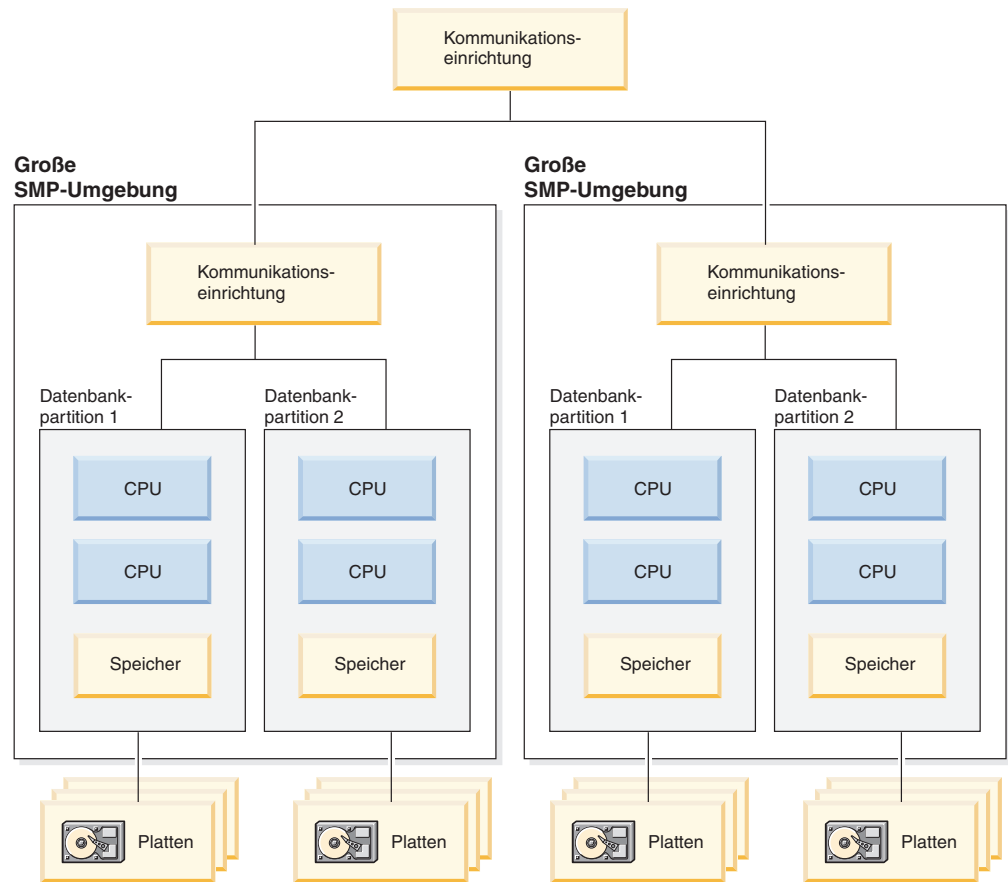 Kommunikations-
einrichtung
Große
SMP-Umgebung
Kommunikations-
einrichtung
Datenbank-
partition 1
CPU
CPU
Speicher
Datenbank-
partition 2
CPU
CPU
Speicher
Platten
Platten
Große
SMP-Umgebung
Kommunikations-
einrichtung
Datenbank-
partition 1
CPU
CPU
Speicher
Datenbank-
partition 2
CPU
CPU
Speicher
Platten
Platten